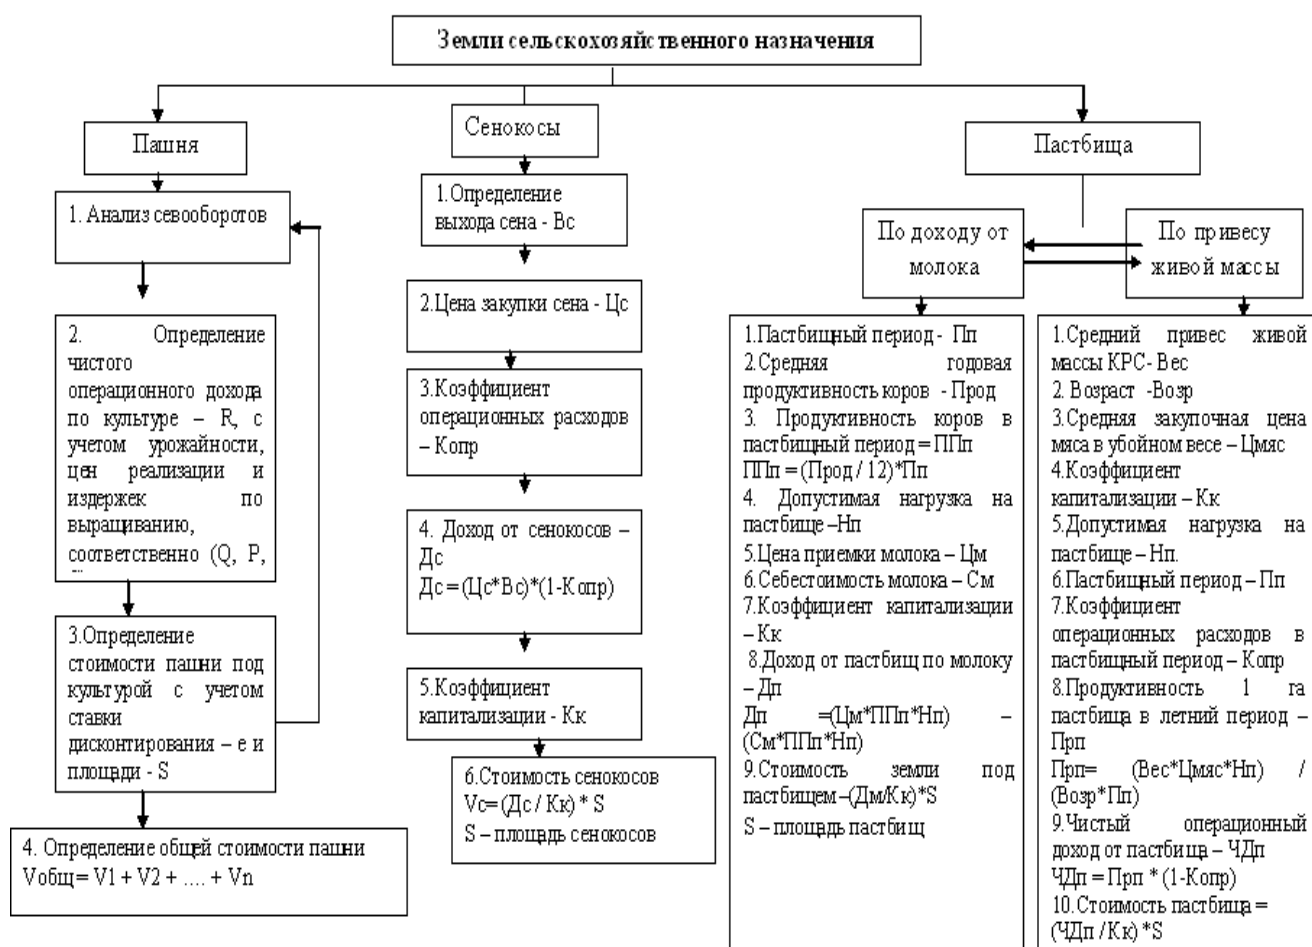 Земли сельскохозяйственного назначения
Пашня
1. Анализ севооборотов
2. Определение
чистого
операционного дохода
по культуре – R, с
учетом урожайности,
цен реализации и
издержек по
выращиванию,
соответственно (Q, P,
3.Определение
стоимости пашни под
культурой с учетом
ставки
дисконтирования – е и
площади - S
4. Определение общей стоимости пашни
Vобщ = V1 + V2 + .... + Vn
Сенокосы
1.Определение
выхода сена - Вс
2.Цена закупки сена - Цс
3.Коэффициент
операционных расходов
– Копр
4. Доход от сенокосов –
Дс
Дс = (Цс*Вс)*(1-Копр)
5.Коэффициент
капитализации - Кк
6.Стоимость сенокосов
Vc= (Дс / Кк) * S
S – площадь сенокосов
Пастбища
По доходу от
молока
1.Пастбищный период - Пп
2.Средняя годовая
продуктивность коров - Прод
3. Продуктивность коров в
пастбищный период = ППп
ППп = (Прод / 12)*Пп
4. Допустимая нагрузка на
пастбище –Нп
5.Цена приемки молока – Цм
6.Себестоимость молока – См
7.Коэффициент капитализации
– Кк
8.Доход от пастбищ по молоку
– Дп
Дп =(Цм*ППп*Нп) –
(См*ППп*Нп)
9.Стоимость земли под
пастбищем –(Дм/Кк)*S
S – площадь пастбищ
По привесу
живой массы
1.Средний привес живой
массы КРС- Вес
2. Возраст -Возр
3.Средняя закупочная цена
мяса в убойном весе – Цмяс
4.Коэффициент
капитализации – Кк
5.Допустимая нагрузка на
пастбище – Нп.
6.Пастбищный период – Пп
7.Коэффициент
операционных расходов в
пастбищный период – Копр
8.Продуктивность 1 га
пастбища в летний период –
Прп
Прп= (Вес*Цмяс*Нп) /
(Возр*Пп)
9.Чистый операционный
доход от пастбища – ЧДп
ЧДп = Прп * (1-Копр)
10.Стоимость пастбища =
(ЧДп / Кк) *S